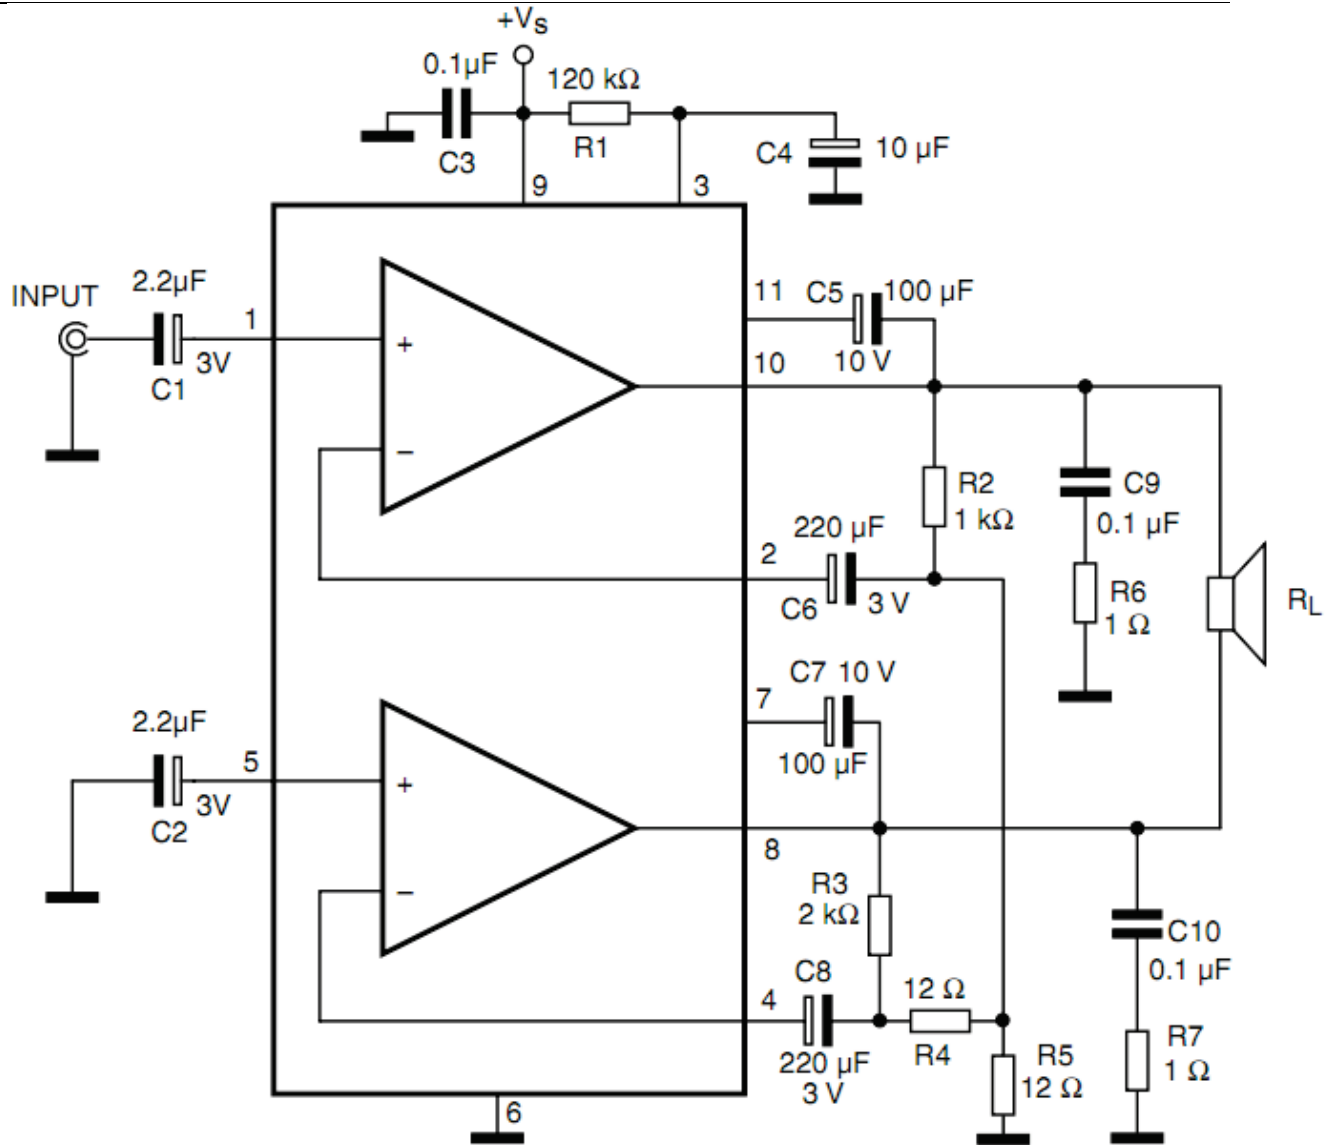 +Vs
0.1µF
120 kΩ
C3
R1
C4
10 µF
9
3
2.2µF
INPUT
1
3V
C1
+
−
11
C5
100 µF
10 V
10
R2
1 kΩ
C9
0.1 µF
220 µF
2
C6
3 V
R6
1 Ω
RL
C7 10 V
7
100 µF
2.2µF
5
3V
C2
+
−
8
R3
2 kΩ
C10
0.1 µF
C8
4
12 Ω
R4
220 µF
3 V
R5
12 Ω
R7
1 Ω
6